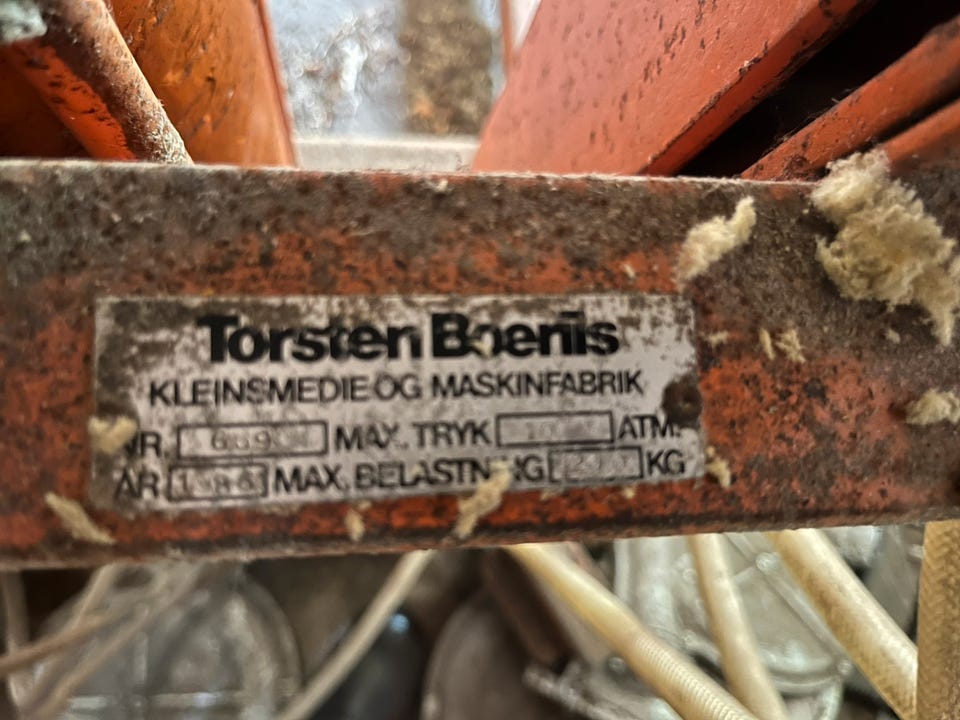 Torsten Boenis
KLEINSMEDIE OG MASKINFABRIK
NR. MAX. TRYK ATM.
ÅR MAX. BELASTNING KG